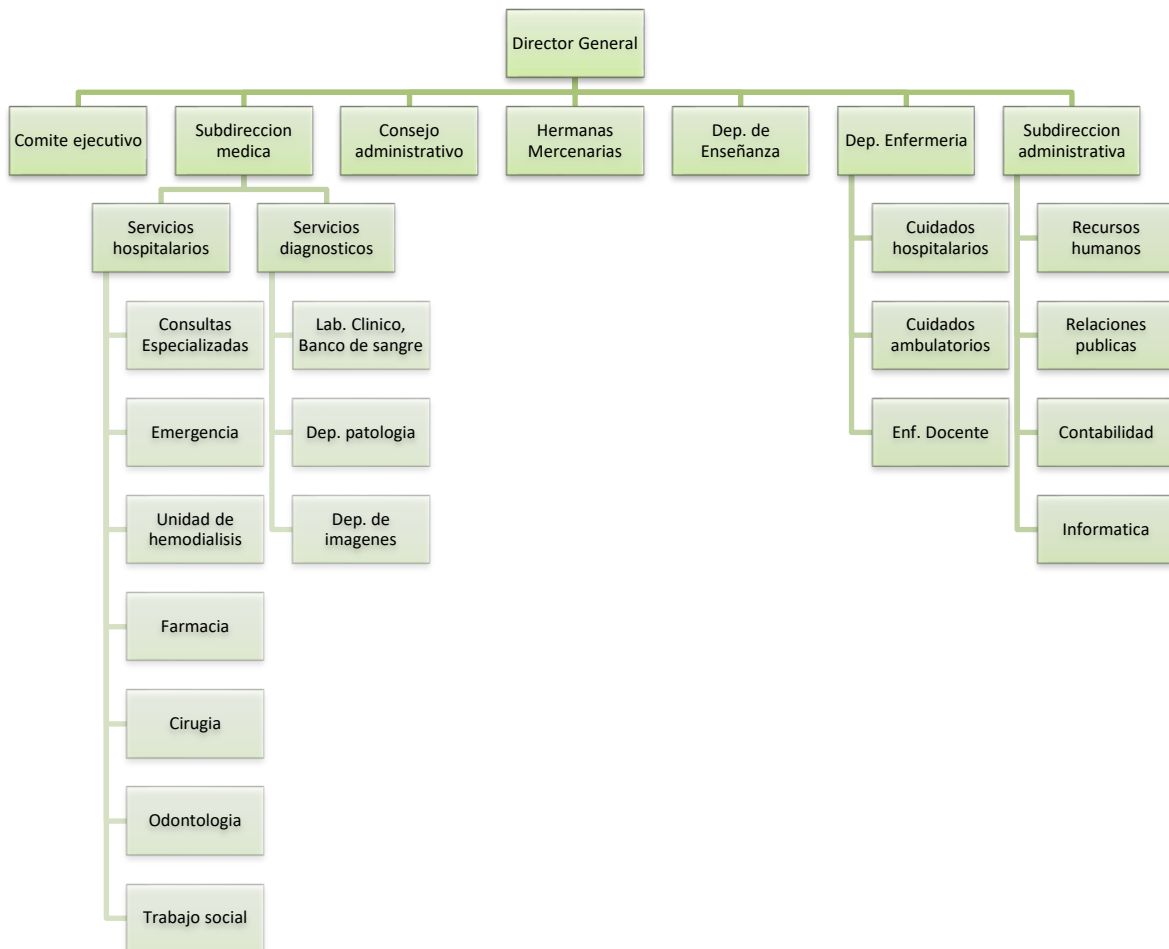 Director General
Comite ejecutivo
Subdireccion
medica
Consejo
administrativo
Hermanas
Mercenarias
Dep. de
Enseñanza
Dep. Enfermeria
Subdireccion
administrativa
Servicios
hospitalarios
Servicios
diagnosticos
Cuidados
hospitalarios
Recursos
humanos
Consultas
Especializadas
Lab. Clinico,
Banco de sangre
Cuidados
ambulatorios
Relaciones
publicas
Emergencia
Dep. patologia
Enf. Docente
Contabilidad
Unidad de
hemodialisis
Dep. de
imagenes
Informatica
Farmacia
Cirugia
Odontologia
Trabajo social